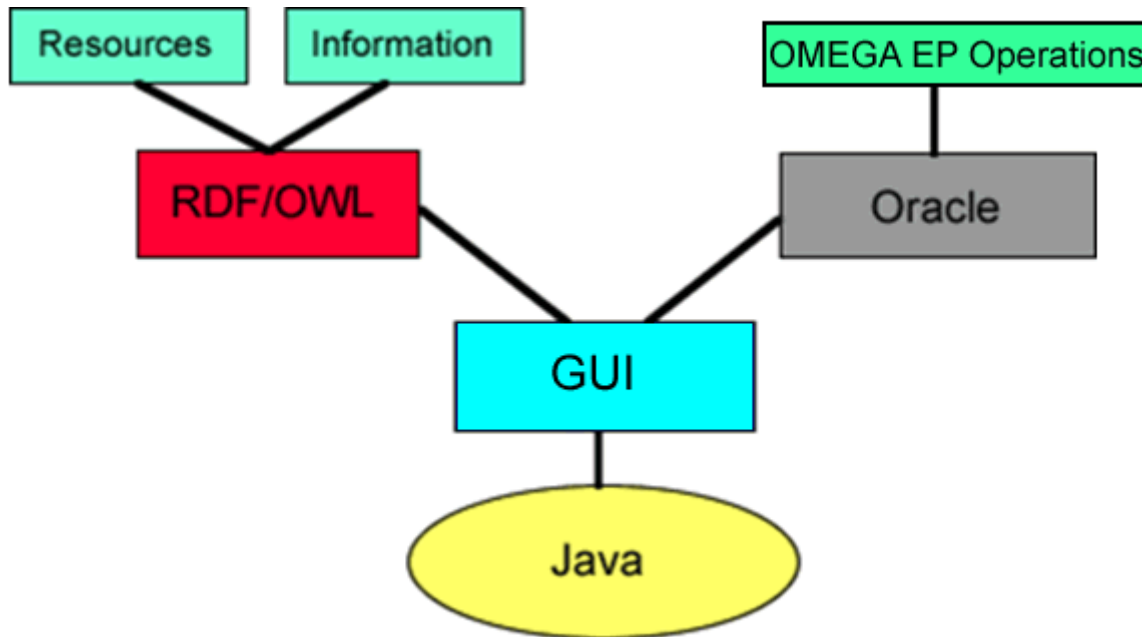 Resources
Information
OMEGA EP Operations
RDF/OWL
Oracle
GUI
Java